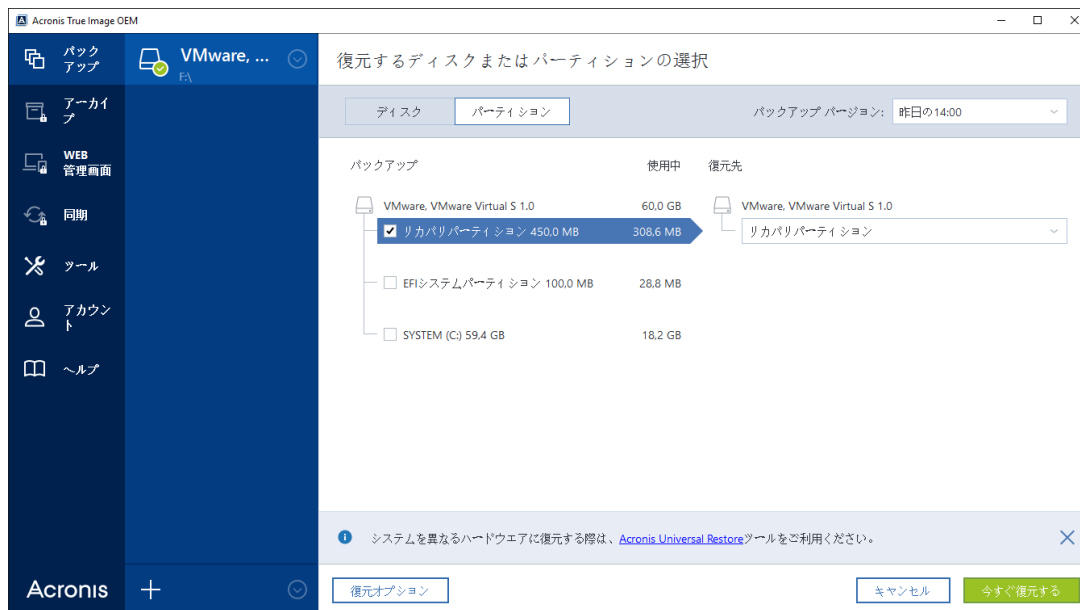 Acronis True Image OEM
バック
アップ
VMware, ...
F:\
復元するディスクまたはパーティションの選択
アーカイ
ブ
ディスク
パーティション
バックアップ バージョン:
昨日の14:00
WEB
管理画面
バックアップ
使用中
復元先
同期
VMware, VMware Virtual S 1.0
60,0 GB
VMware, VMware Virtual S 1.0
リカバリパーティション 450,0 MB
308,6 MB
リカバリパーティション
ツール
EFIシステムパーティション 100,0 MB
28,8 MB
アカウン
ト
SYSTEM (C:) 59,4 GB
18,2 GB
ヘルプ
システムを異なるハードウエアに復元する際は、Acronis Universal Restoreツールをご利用ください。
Acronis
復元オプション
キャンセル
今すぐ復元する